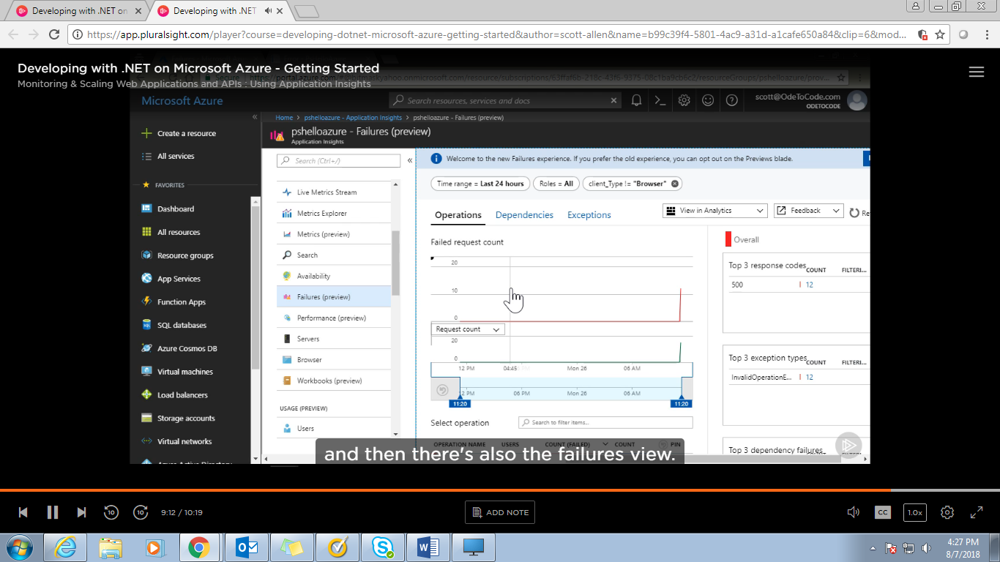 Developing with .NET on
Developing with .NET
https://app.pluralsight.com/player?course=developing-dotnet-microsoft-azure-getting-started&author=scott-allen&name=b99c39f4-5801-4ac9-a31d-a1cafe650a84&clip=6&mod...
Developing with .NET on Microsoft Azure - Getting Started
Monitoring & Scaling Web Applications and APIs : Using Application Insights
Microsoft Azure
Search resources, services and docs
scott@OdeToCode.com
ODETOCODE
Home > pshelloazure - Application Insights > pshelloazure - Failures (preview)
pshelloazure - Failures (preview)
Application Insights
Create a resource
All services
FAVORITES
Dashboard
All resources
Resource groups
App Services
Function Apps
SQL databases
Azure Cosmos DB
Virtual machines
Load balancers
Storage accounts
Virtual networks
Azure Active Directory
Search (Ctrl+/)
Live Metrics Stream
Metrics Explorer
Metrics (preview)
Search
Availability
Failures (preview)
Performance (preview)
Servers
Browser
Workbooks (preview)
USAGE (PREVIEW)
Users
Welcome to the new Failures experience. If you prefer the old experience, you can opt out on the Previews blade.
Time range = Last 24 hours
Roles = All
client_Type != "Browser"
Operations Dependencies Exceptions
View in Analytics
Feedback
Failed request count
20
10
0
Request count
20
0
12 PM 04:45 Mon 26 06 AM
2 PM 06 PM Mon 26 06 AM
11:20 11:20
Select operation
Search to filter items...
OPERATION NAME USERS COUNT (FAILED) COUNT PIN
Overall
Top 3 response codes COUNT FILTERI...
500 12
Top 3 exception types COUNT FILTERI...
InvalidOperationE... 12
Top 3 dependency failures
and then there's also the failures view.
10
10
9:12 / 10:19
ADD NOTE
CC
1.0x
4:27 PM
8/7/2018